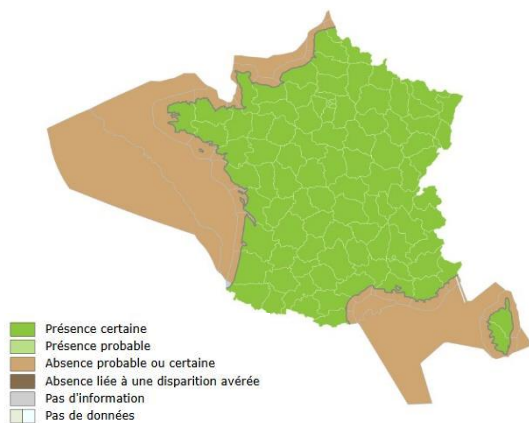 Présence certaine
Présence probable
Absence probable ou certaine
Absence liée à une disparition avérée
Pas d'information
Pas de données